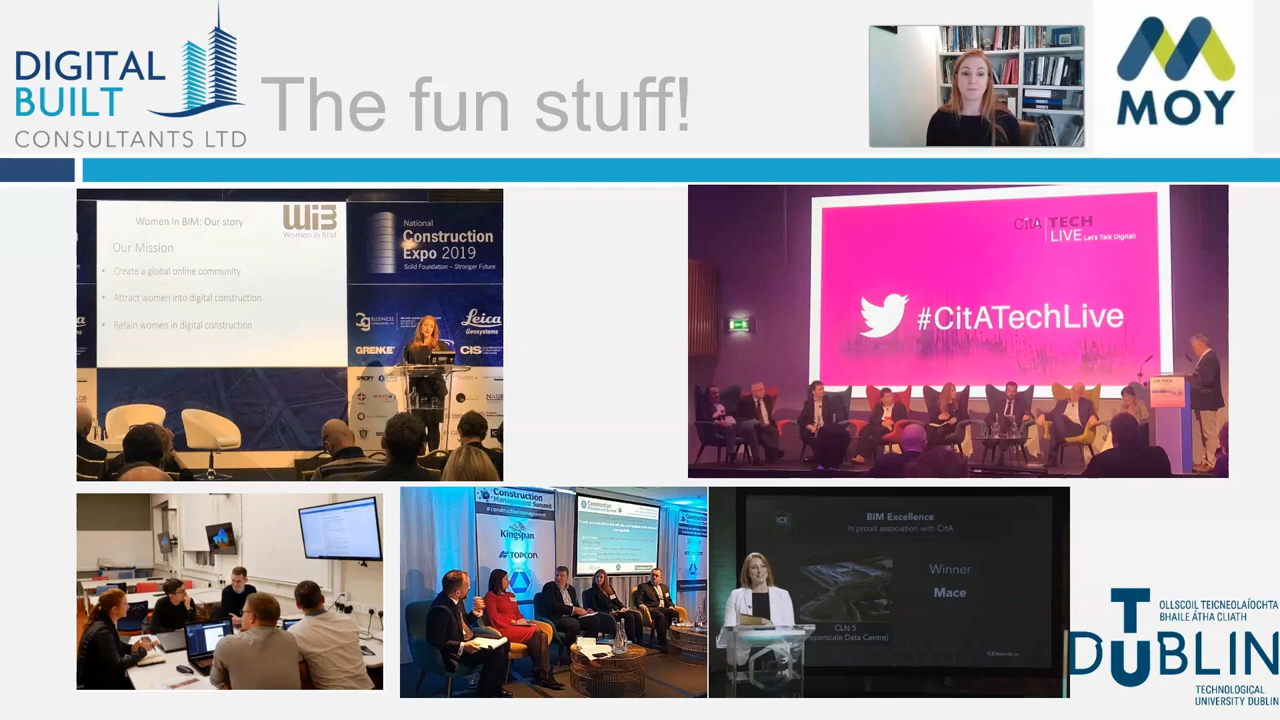 DIGITAL
BUILT
CONSULTANTS LTD
The fun stuff!
MOY
Women in BIM: Our story
WiB
Women in BIM
Our Mission
• Create a global online community
• Attract women into digital construction
• Retain women in digital construction
National
Construction
Expo 2019
Solid Foundation – Stronger Future
BUSINESS
Leica
Geosystems
GRENKE
CIS
CitA TECH
LIVE Let's Talk Digital!
#CitATechLive
Construction
Management Summit
#constructionmanagement
Kingspan
TOPCON
ICE
BIM Excellence
In proud association with CitA
Winner
Mace
CLN 5
(Hyperscale Data Centre)
OLLSCOIL TEICNEOLAÍOCHTA
BHAILE ÁTHA CLIATH
TU DUBLIN
TECHNOLOGICAL
UNIVERSITY DUBLIN